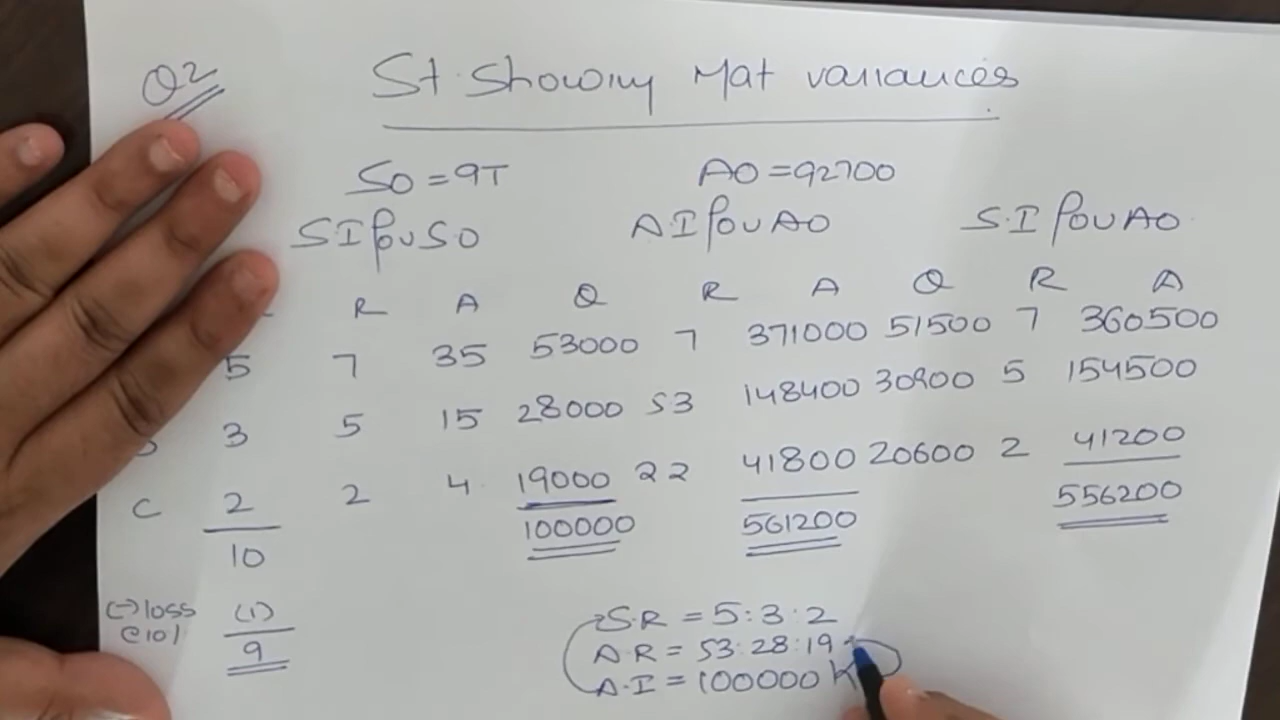 Q2
St. Showing Mat variances
SO = 9T AO = 92700
S.I for SO A.I for AO S.I for AO
R A Q R A Q R A
5 7 35 53000 7 371000 51500 7 360500
3 5 15 28000 53 148400 30900 5 154500
C 2 2 4 19000 22 41800 20600 2 41200
10 100000 561200 556200
(-) loss (1)
@10%
9
S.R = 5:3:2
A.R = 53:28:19
A.I = 100000 K